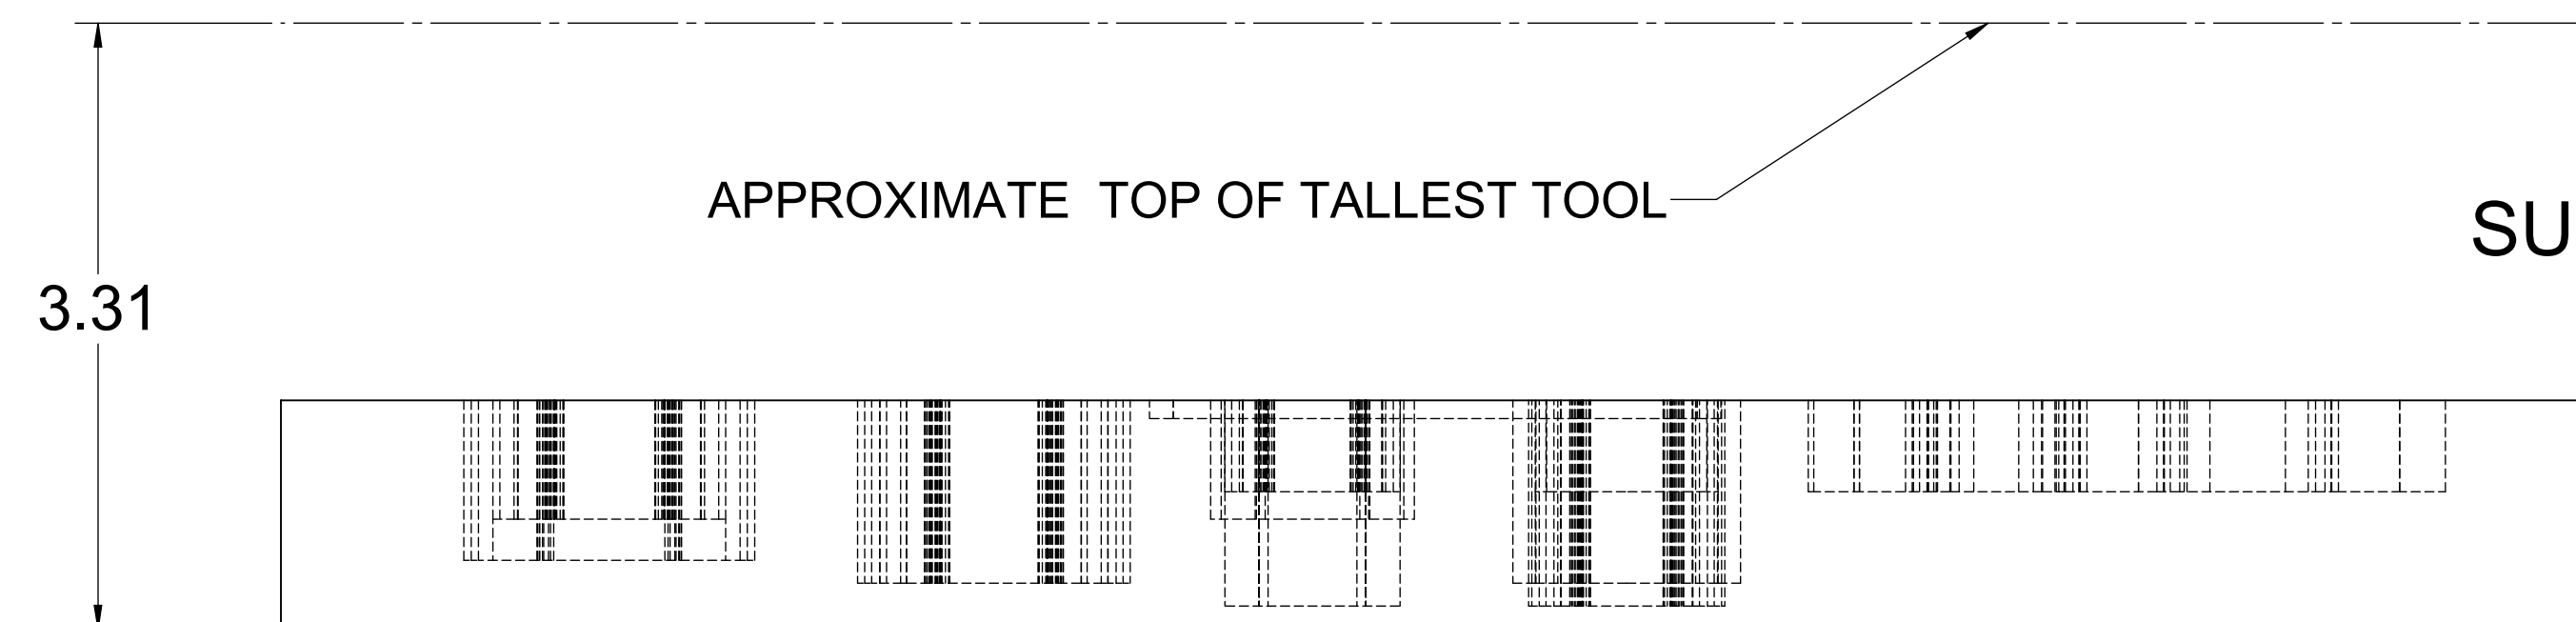 APPROXIMATE  TOP OF TALLEST TOOL
SU
3.31